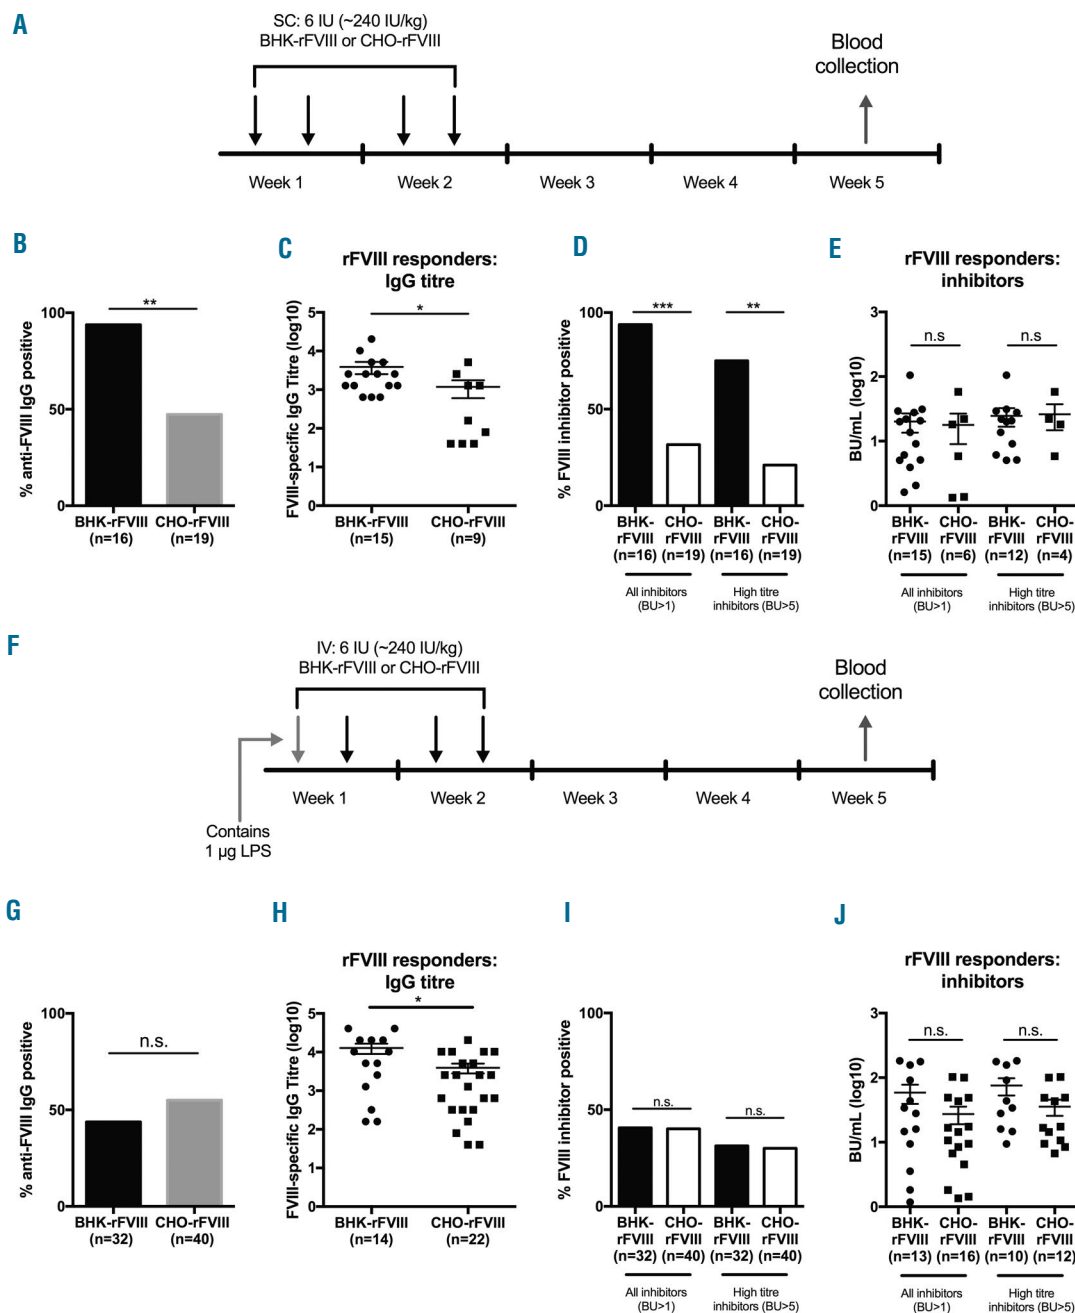 A
SC: 6 IU (~240 IU/kg)
BHK-rFVIII or CHO-rFVIII
Blood
collection
Week 1
Week 2
Week 3
Week 4
Week 5
B
% anti-FVIII IgG positive
100
50
0
**
BHK-rFVIII
(n=16)
CHO-rFVIII
(n=19)
C
rFVIII responders:
IgG titre
FVIII-specific IgG Titre (log10)
5
4
3
2
1
0
*
BHK-rFVIII
(n=15)
CHO-rFVIII
(n=9)
D
% FVIII inhibitor positive
100
50
0
***
**
BHK-
rFVIII
(n=16)
CHO-
rFVIII
(n=19)
BHK-
rFVIII
(n=16)
CHO-
rFVIII
(n=19)
All inhibitors
(BU>1)
High titre
inhibitors (BU>5)
E
rFVIII responders:
inhibitors
BU/mL (log10)
3
2
1
0
n.s
n.s
BHK-
rFVIII
(n=15)
CHO-
rFVIII
(n=6)
BHK-
rFVIII
(n=12)
CHO-
rFVIII
(n=4)
All inhibitors
(BU>1)
High titre
inhibitors (BU>5)
F
IV: 6 IU (~240 IU/kg)
BHK-rFVIII or CHO-rFVIII
Blood
collection
Week 1
Week 2
Week 3
Week 4
Week 5
Contains
1 µg LPS
G
% anti-FVIII IgG positive
100
50
0
n.s.
BHK-rFVIII
(n=32)
CHO-rFVIII
(n=40)
H
rFVIII responders:
IgG titre
FVIII-specific IgG Titre (log10)
5
4
3
2
1
0
*
BHK-rFVIII
(n=14)
CHO-rFVIII
(n=22)
I
% FVIII inhibitor positive
100
50
0
n.s.
n.s.
BHK-
rFVIII
(n=32)
CHO-
rFVIII
(n=40)
BHK-
rFVIII
(n=32)
CHO-
rFVIII
(n=40)
All inhibitors
(BU>1)
High titre
inhibitors (BU>5)
J
rFVIII responders:
inhibitors
BU/mL (log10)
3
2
1
0
n.s.
n.s.
BHK-
rFVIII
(n=13)
CHO-
rFVIII
(n=16)
BHK-
rFVIII
(n=10)
CHO-
rFVIII
(n=12)
All inhibitors
(BU>1)
High titre
inhibitors (BU>5)